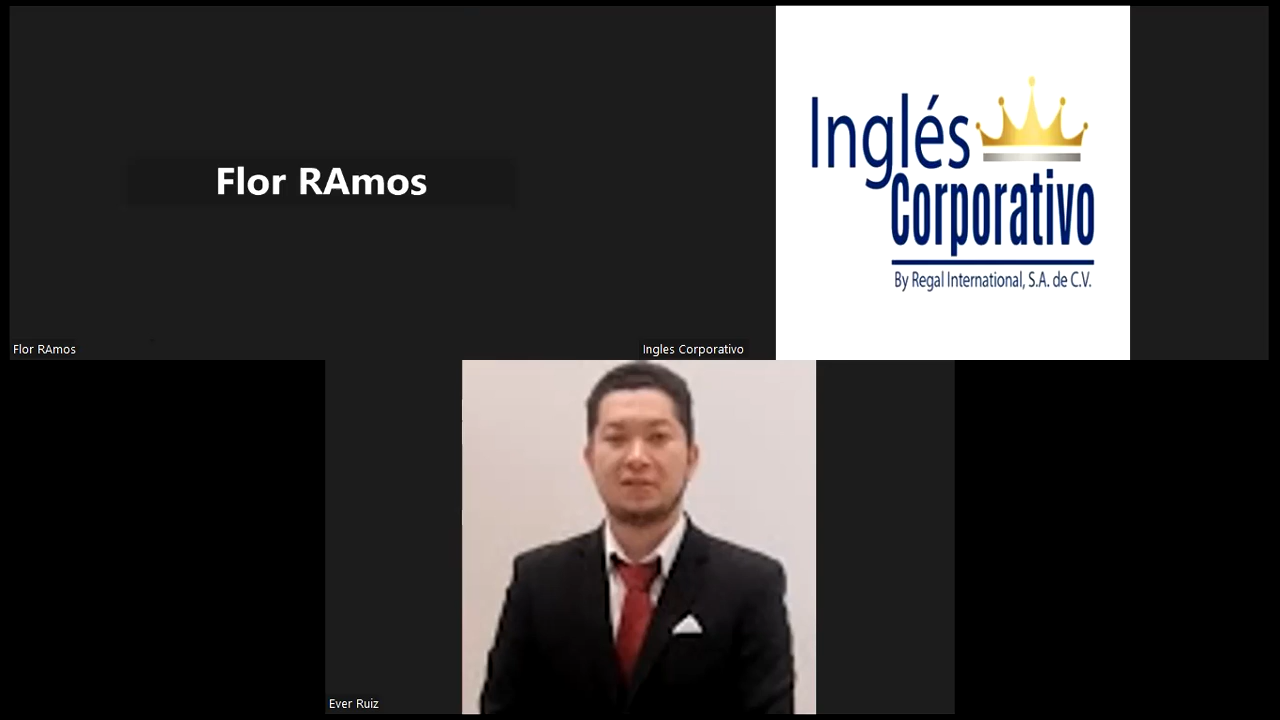 Flor RAmos
Flor RAmos
Inglés
Corporativo
By Regal International, S.A. de C.V.
Ingles Corporativo
Ever Ruiz